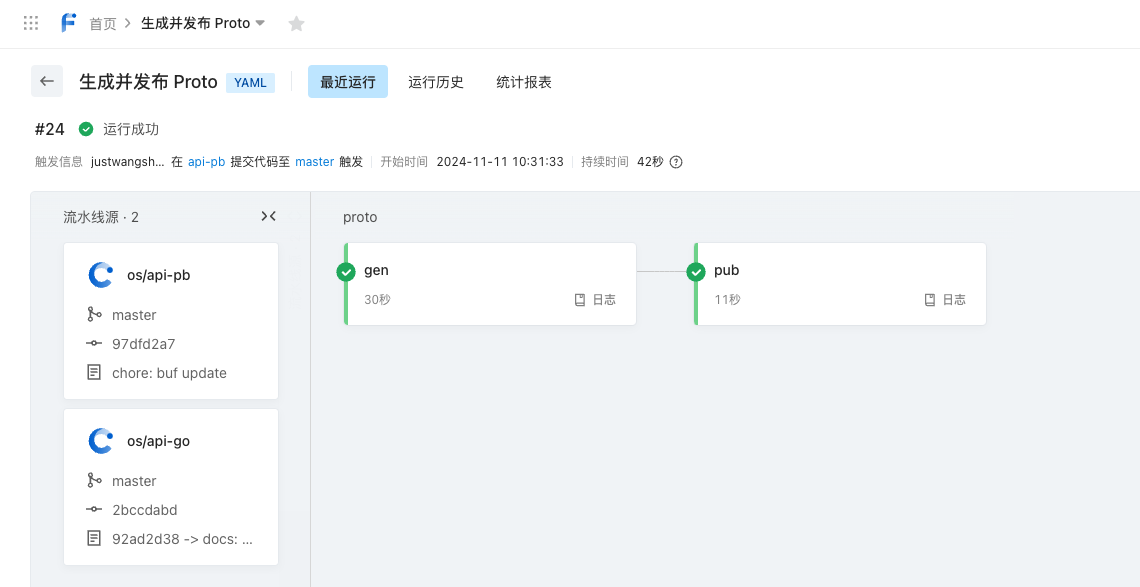 首页 > 生成并发布 Proto
生成并发布 Proto YAML 最近运行 运行历史 统计报表
#24 运行成功
触发信息 justwangsh... 在 api-pb 提交代码至 master 触发 开始时间 2024-11-11 10:31:33 持续时间 42秒
流水线源 · 2
os/api-pb
master
97dfd2a7
chore: buf update
os/api-go
master
2bccdabd
92ad2d38 -> docs: ...
proto
gen
30秒 日志
pub
11秒 日志